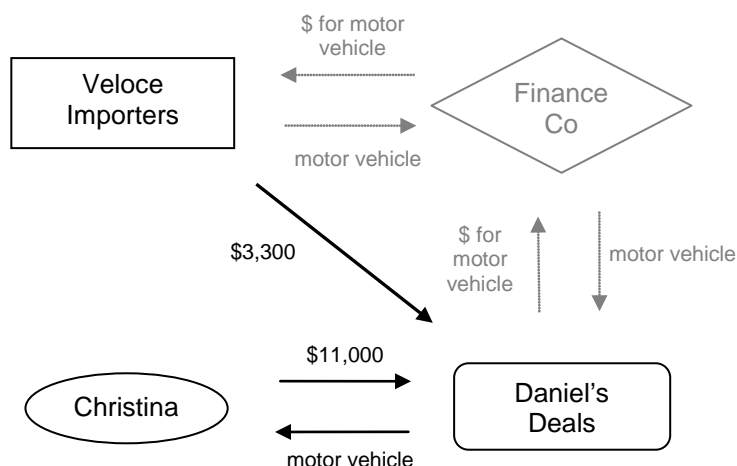 $ for motor
vehicle
Veloce
Importers
Finance
Co
motor vehicle
$3,300
$ for
motor
vehicle
motor vehicle
$11,000
Christina
Daniel's
Deals
motor vehicle